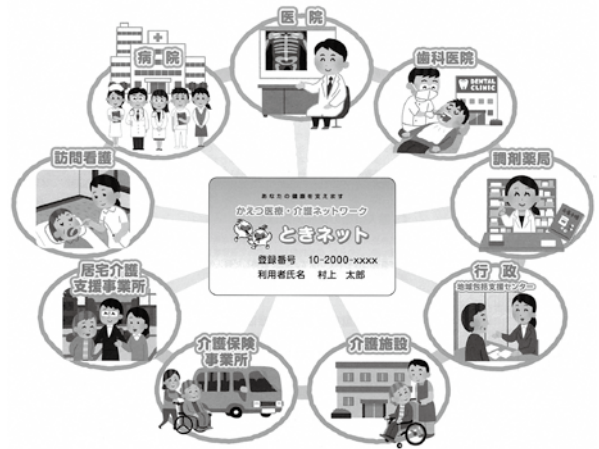 医院
病院
歯科医院
DENTAL
CLINIC
訪問看護
調剤薬局
あなたの健康を支えます
かえつ医療・介護ネットワーク
ときネット
登録番号 10-2000-xxxx
利用者氏名 村上 太郎
居宅介護
支援事業所
行政
地域包括支援センター
介護保険
事業所
介護施設